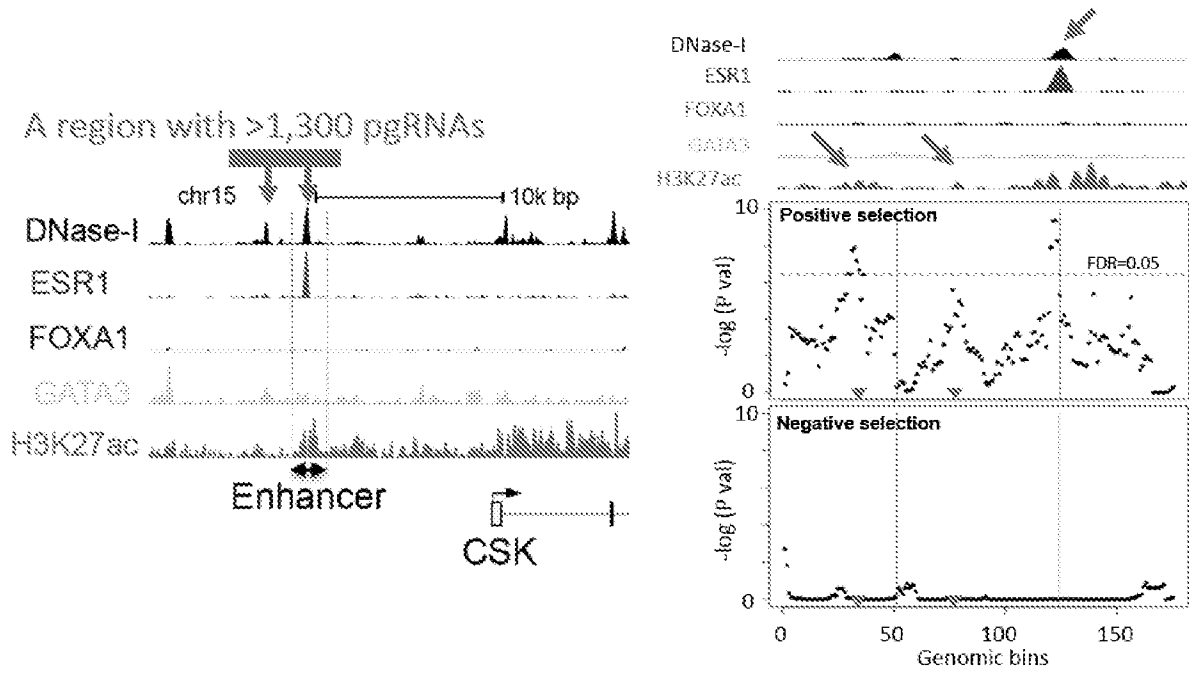 A region with >1,300 pgRNAs
chr15
10k bp
DNase-I
ESR1
FOXA1
GATA3
H3K27ac
Enhancer
CSK
DNase-I
ESR1
FOXA1
GATA3
H3K27ac
10
Positive selection
FDR=0.05
-log (P val)
0
10
Negative selection
-log (P val)
0
0 50 100 150
Genomic bins